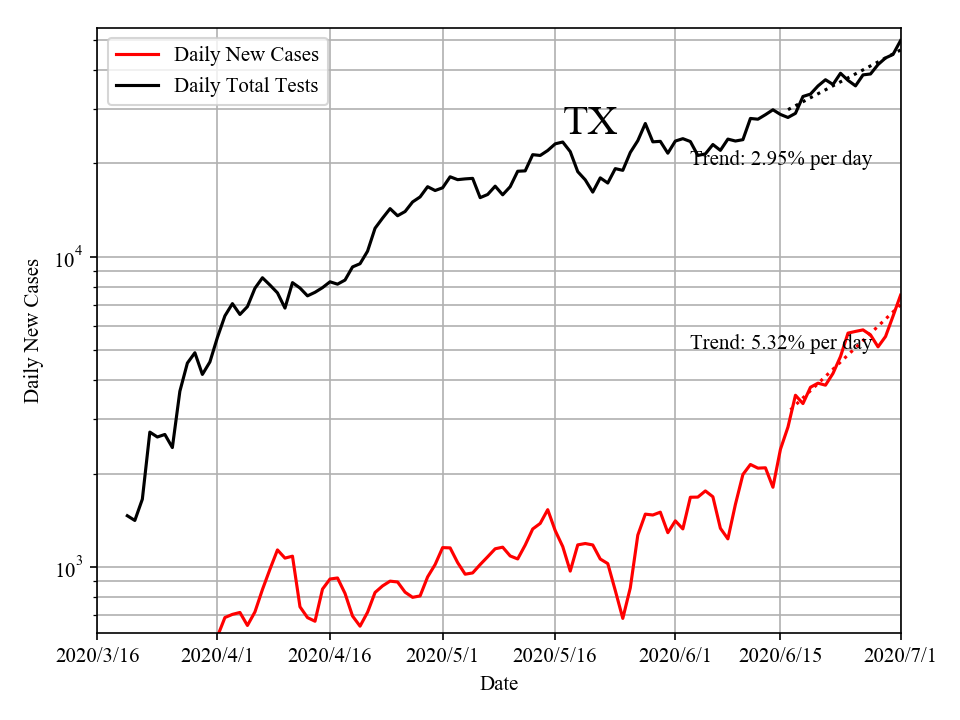 Daily New Cases
Daily Total Tests
TX
Trend: 2.95% per day
10^4
Trend: 5.32% per day
10^3
Daily New Cases
2020/3/16 2020/4/1 2020/4/16 2020/5/1 2020/5/16 2020/6/1 2020/6/15 2020/7/1
Date